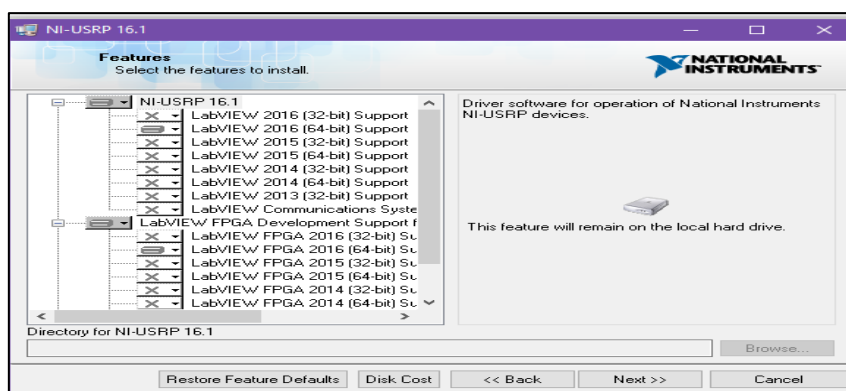 NI-USRP 16.1
Features
Select the features to install.
NATIONAL
INSTRUMENTS
NI-USRP 16.1
LabVIEW 2016 (32-bit) Support
LabVIEW 2016 (64-bit) Support
LabVIEW 2015 (32-bit) Support
LabVIEW 2015 (64-bit) Support
LabVIEW 2014 (32-bit) Support
LabVIEW 2014 (64-bit) Support
LabVIEW 2013 (32-bit) Support
LabVIEW Communications Syste
LabVIEW FPGA Development Support f
LabVIEW FPGA 2016 (32-bit) Su
LabVIEW FPGA 2016 (64-bit) Su
LabVIEW FPGA 2015 (32-bit) Su
LabVIEW FPGA 2015 (64-bit) Su
LabVIEW FPGA 2014 (32-bit) Su
LabVIEW FPGA 2014 (64-bit) Su
Driver software for operation of National Instruments
NI-USRP devices.
This feature will remain on the local hard drive.
Directory for NI-USRP 16.1
Browse...
Restore Feature Defaults
Disk Cost
<< Back
Next >>
Cancel